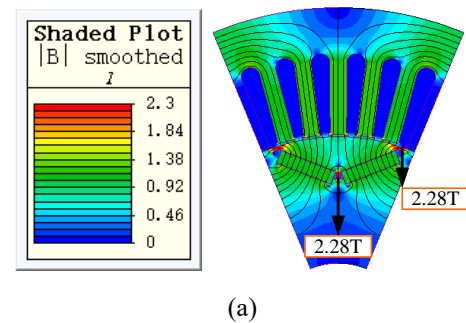 Shaded Plot
|B| smoothed
1
2.3
1.84
1.38
0.92
0.46
0
2.28T
2.28T
(a)